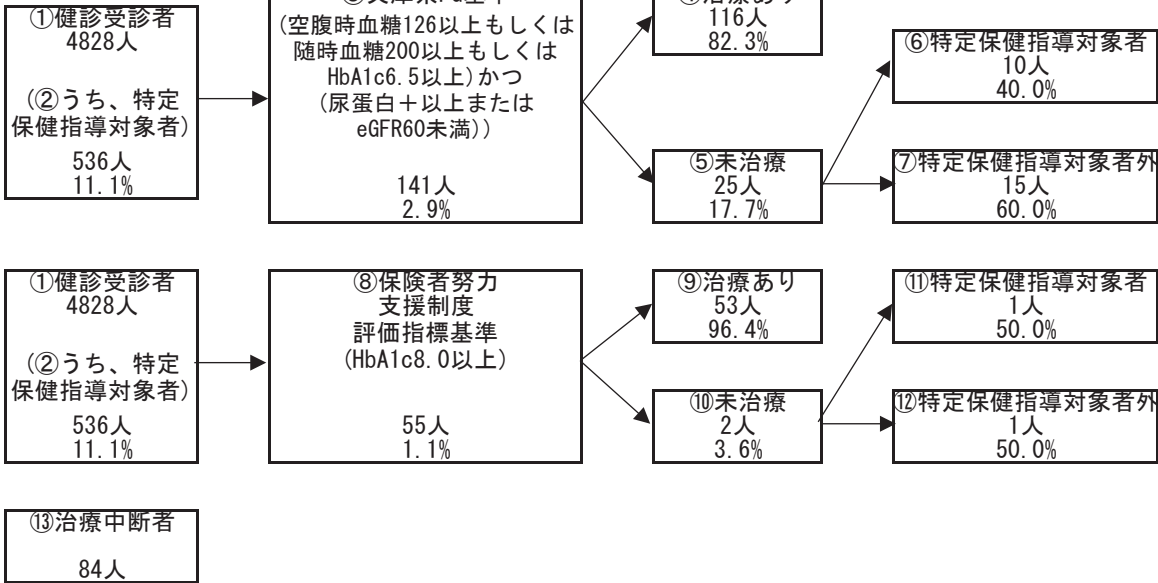 ①健診受診者
4828人
(②うち、特定
保健指導対象者)
536人
11.1%
(空腹時血糖126以上もしくは
随時血糖200以上もしくは
HbA1c6.5以上)かつ
(尿蛋白+以上または
eGFR60未満))
141人
2.9%
④治療あり
116人
82.3%
⑤未治療
25人
17.7%
⑥特定保健指導対象者
10人
40.0%
⑦特定保健指導対象者外
15人
60.0%
①健診受診者
4828人
(②うち、特定
保健指導対象者)
536人
11.1%
⑧保険者努力
支援制度
評価指標基準
(HbA1c8.0以上)
55人
1.1%
⑨治療あり
53人
96.4%
⑩未治療
2人
3.6%
⑪特定保健指導対象者
1人
50.0%
⑫特定保健指導対象者外
1人
50.0%
⑬治療中断者
84人